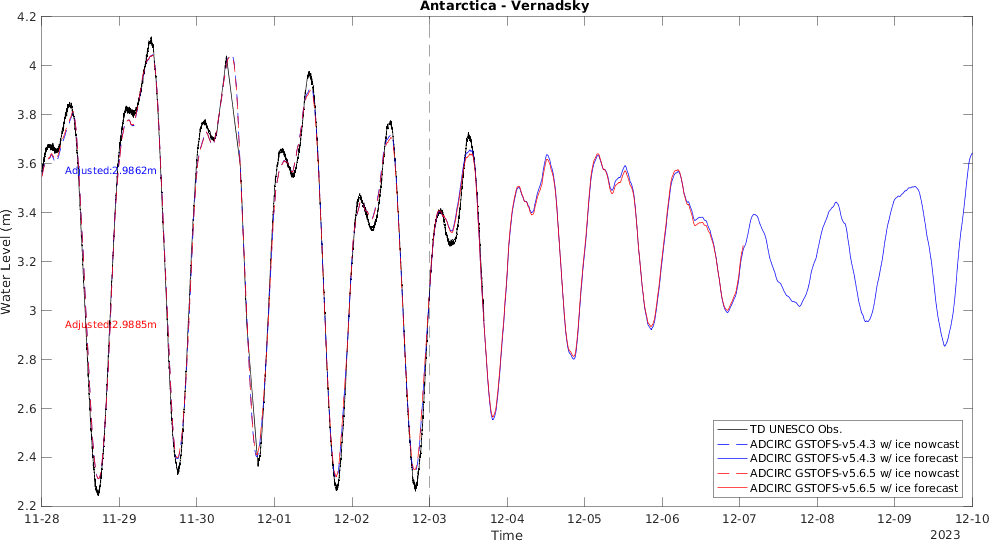 Antarctica - Vernadsky
4.2
4
3.8
3.6
3.4
3.2
3
2.8
2.6
2.4
2.2
Water Level (m)
Adjusted:2.9862m
Adjusted:2.9885m
TD UNESCO Obs.
ADCIRC GSTOFS-v5.4.3 w/ ice nowcast
ADCIRC GSTOFS-v5.4.3 w/ ice forecast
ADCIRC GSTOFS-v5.6.5 w/ ice nowcast
ADCIRC GSTOFS-v5.6.5 w/ ice forecast
11-28 11-29 11-30 12-01 12-02 12-03 12-04 12-05 12-06 12-07 12-08 12-09 12-10
Time
2023